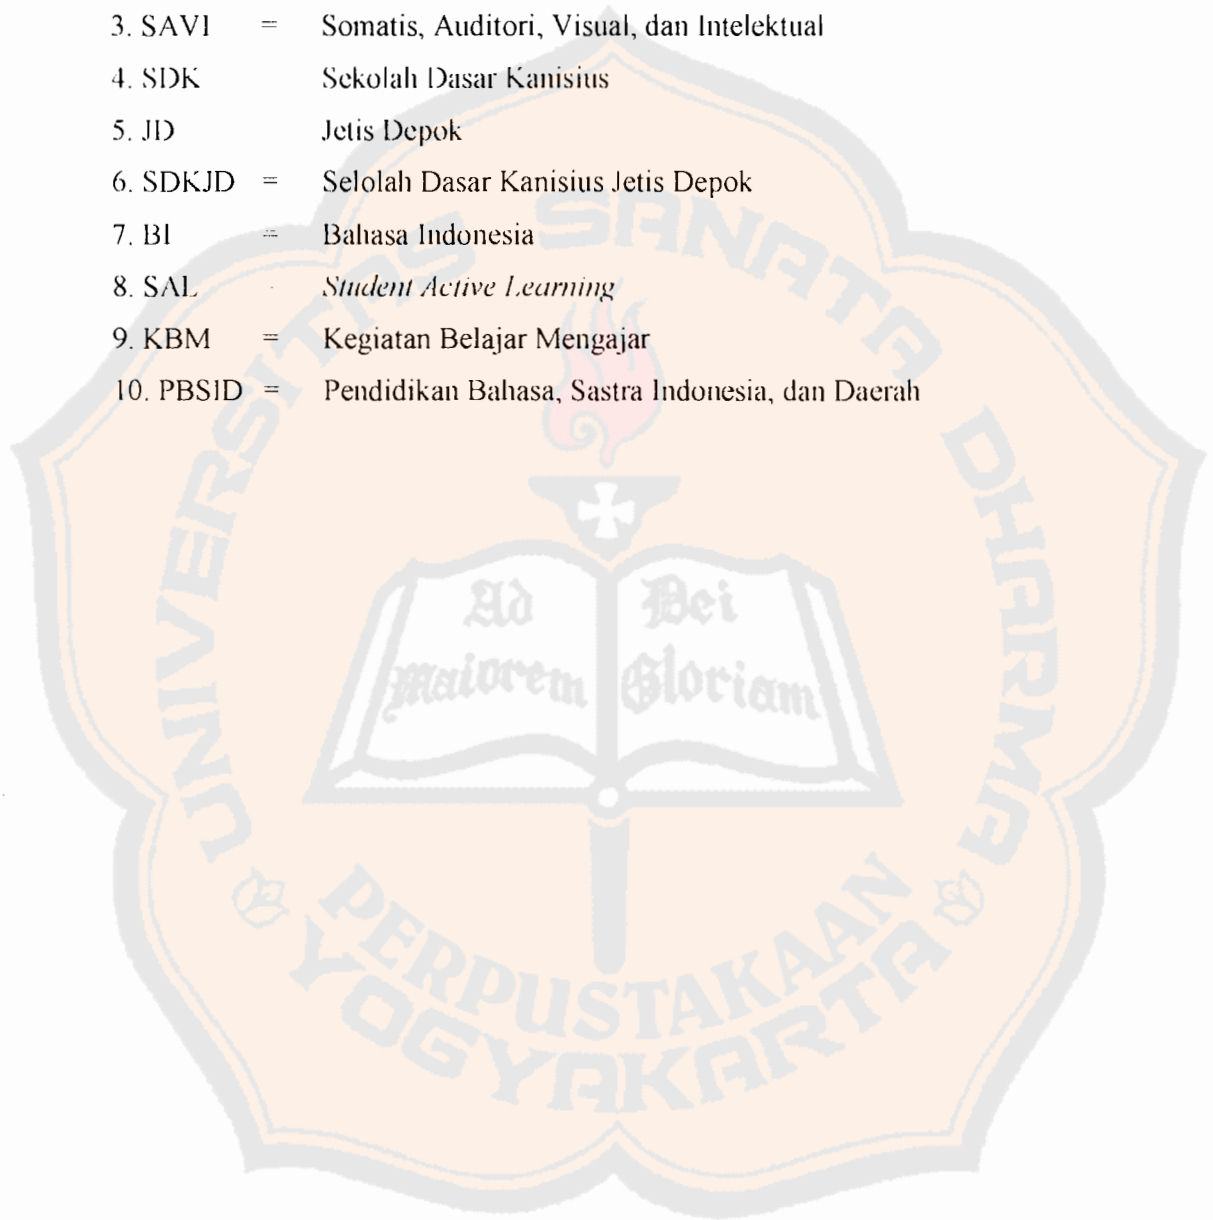 3. SAVI = Somatis, Auditori, Visual, dan Intelektual
4. SDK Sekolah Dasar Kanisius
5. JD Jetis Depok
6. SDKJD = Selolah Dasar Kanisius Jetis Depok
7. BI = Bahasa Indonesia
8. SAL Student Active Learning
9. KBM = Kegiatan Belajar Mengajar
10. PBSID = Pendidikan Bahasa, Sastra Indonesia, dan Daerah
UNIVERSITAS SANATA DHARMA
Ad Maiorem
Dei Gloriam
PERPUSTAKAAN
YOGYAKARTA